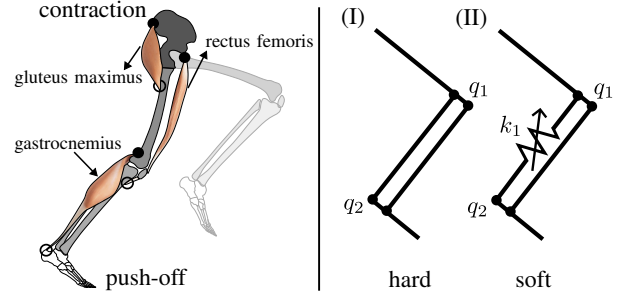 contraction
rectus femoris
gluteus maximus
gastrocnemius
push-off
(I)
(II)
q1
q1
k1
q2
q2
hard
soft